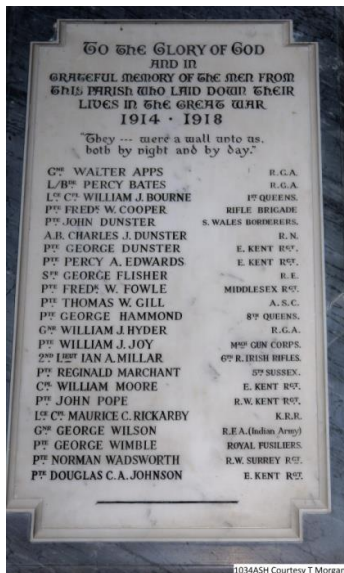 To the Glory of God
and in
grateful memory of the men from
this parish who laid down their
lives in the Great War
1914 · 1918
"They --- were a wall unto us,
both by night and by day."
GNR WALTER APPS R.G.A.
L/BDR PERCY BATES R.G.A.
LCE CPL WILLIAM J. BOURNE 1ST QUEENS.
PTE FREDK W. COOPER RIFLE BRIGADE
PTE JOHN DUNSTER S. WALES BORDERERS.
A.B. CHARLES J. DUNSTER R.N.
PTE GEORGE DUNSTER E. KENT RGT.
PTE PERCY A. EDWARDS E. KENT RGT.
SPR GEORGE FLISHER R.E.
PTE FREDK W. FOWLE MIDDLESEX RGT.
PTE THOMAS W. GILL A.S.C.
PTE GEORGE HAMMOND 8TH QUEENS.
GNR WILLIAM J. HYDER R.G.A.
PTE WILLIAM J. JOY MNE GUN CORPS.
2ND LIEUT IAN A. MILLAR 6TH R. IRISH RIFLES.
PTE REGINALD MARCHANT 5TH SUSSEX.
CPL WILLIAM MOORE E. KENT RGT.
PTE JOHN POPE R.W. KENT RGT.
LCE CPL MAURICE C. RICKARBY K.R.R.
GNR GEORGE WILSON R.F.A. (Indian Army)
PTE GEORGE WIMBLE ROYAL FUSILIERS.
PTE NORMAN WADSWORTH R.W. SURREY RGT.
PTE DOUGLAS C.A. JOHNSON E. KENT RGT.
1034ASH Courtesy T Morgan